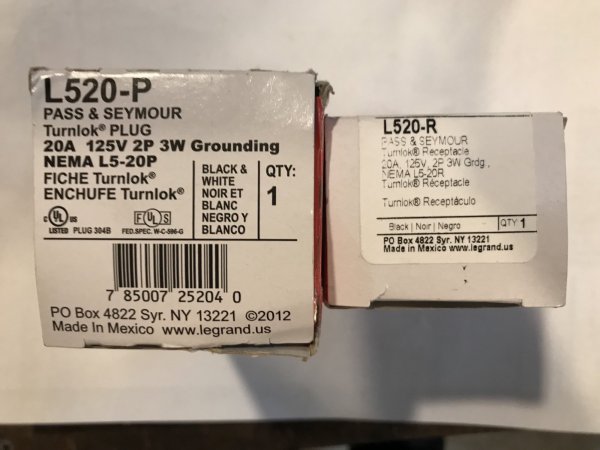 L520-P
PASS & SEYMOUR
Turnlok® PLUG
20A 125V 2P 3W Grounding
NEMA L5-20P
FICHE Turnlok®
ENCHUFE Turnlok®
BLACK &
WHITE
NOIR ET
BLANC
NEGRO Y
BLANCO
QTY:
1
UL
LISTED PLUG 304B
F UL S
FED.SPEC. W-C-596-G
7 85007 25204 0
PO Box 4822 Syr. NY 13221 ©2012
Made In Mexico www.legrand.us
L520-R
PASS & SEYMOUR
Turnlok® Receptacle
20A, 125V, 2P 3W Grdg.,
NEMA L5-20R
Turnlok® Réceptacle
Turnlok® Receptáculo
Black | Noir | Negro
QTY 1
PO Box 4822 Syr. NY 13221
Made in Mexico www.legrand.us